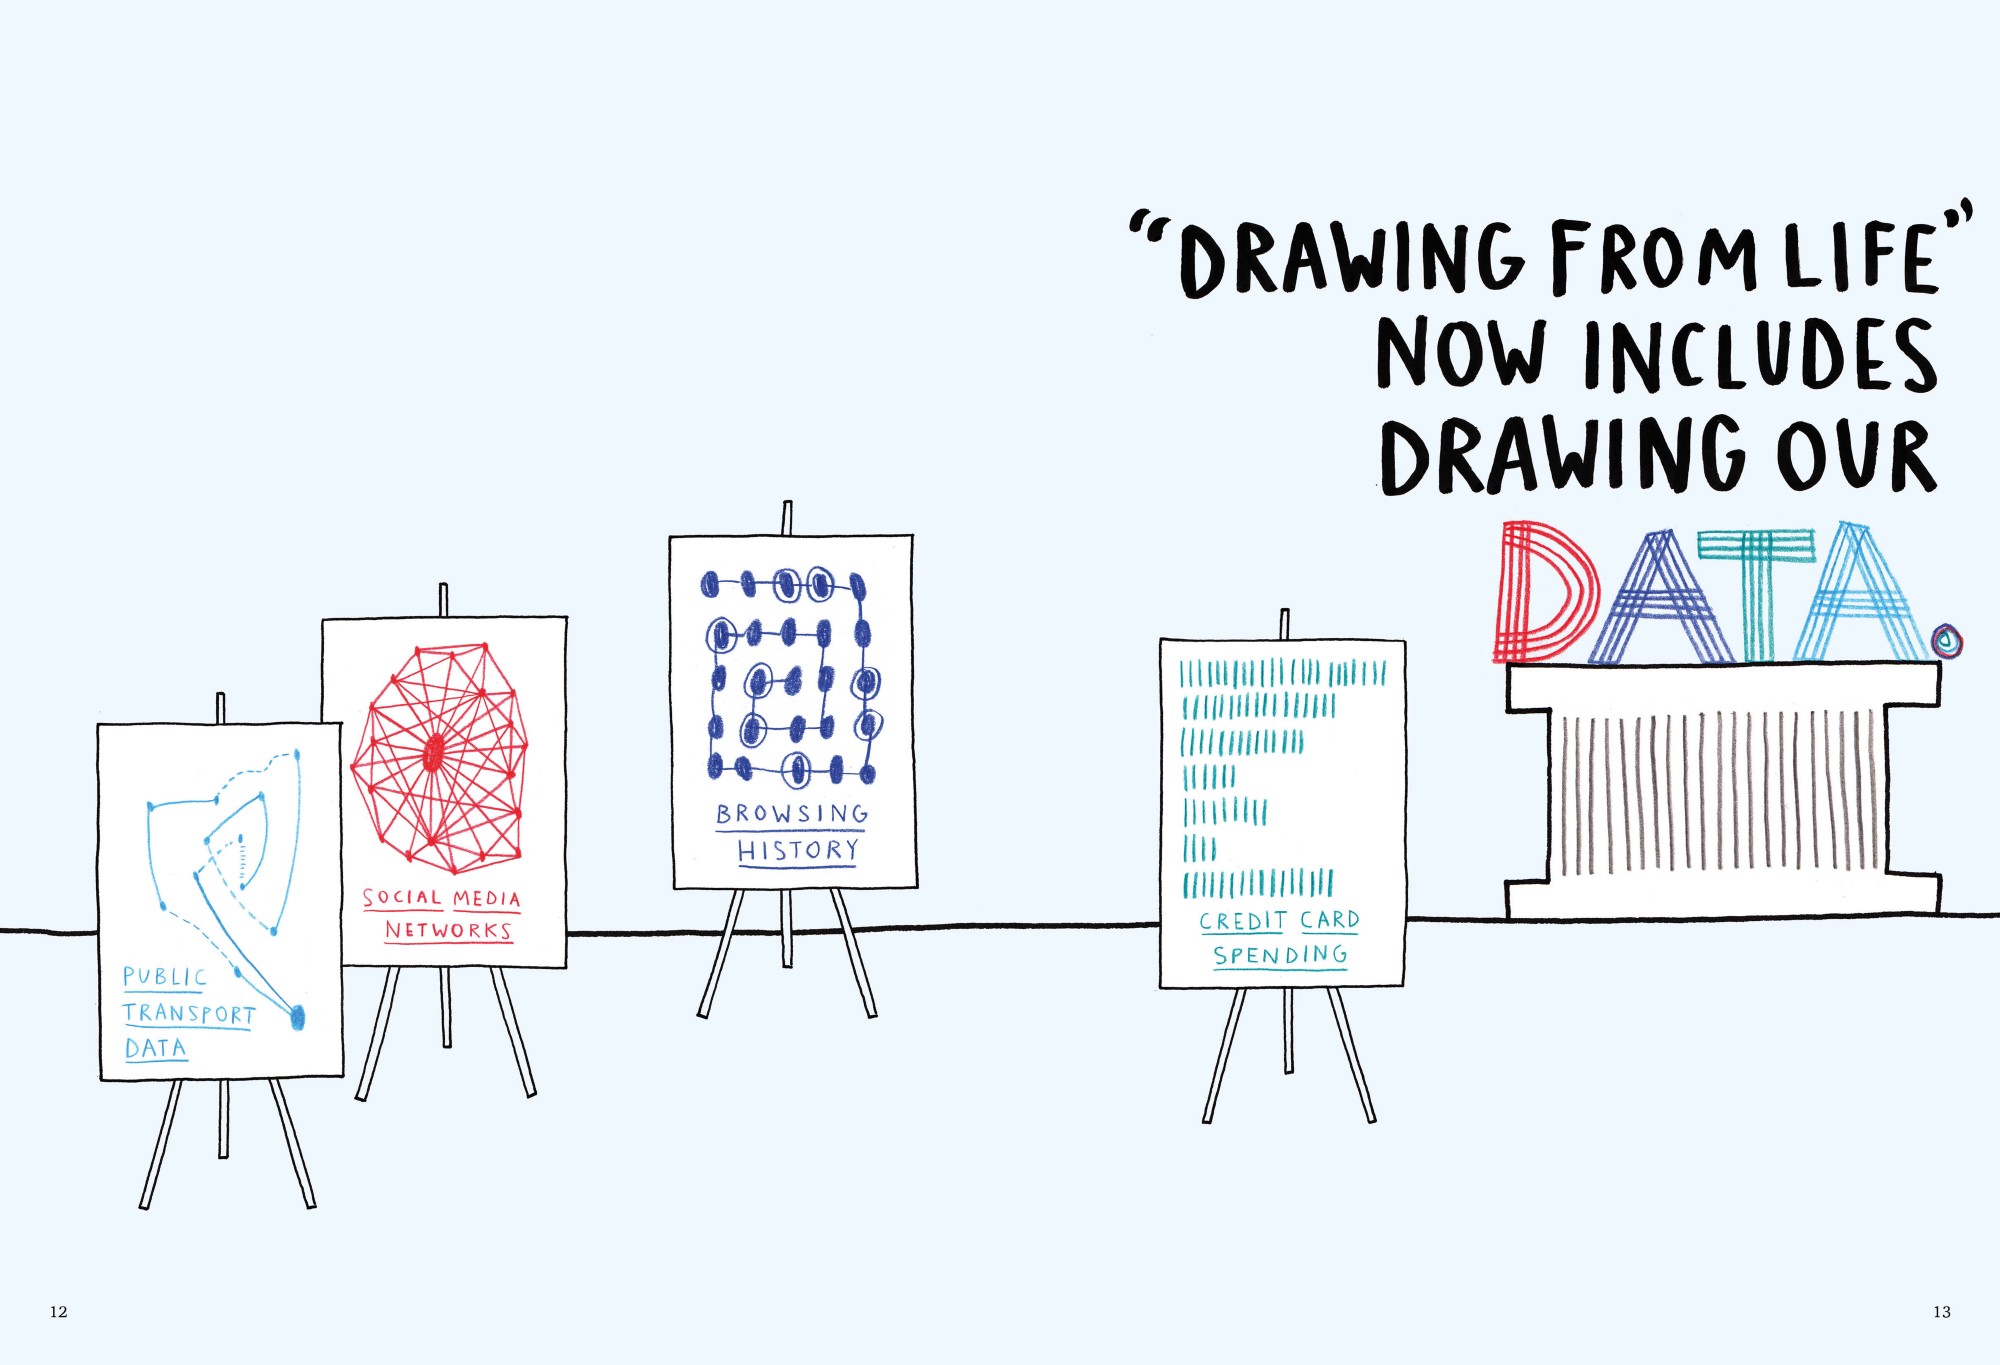 “DRAWING FROM LIFE”
NOW INCLUDES
DRAWING OUR
DATA.
PUBLIC
TRANSPORT
DATA
SOCIAL MEDIA
NETWORKS
BROWSING
HISTORY
CREDIT CARD
SPENDING
12
13